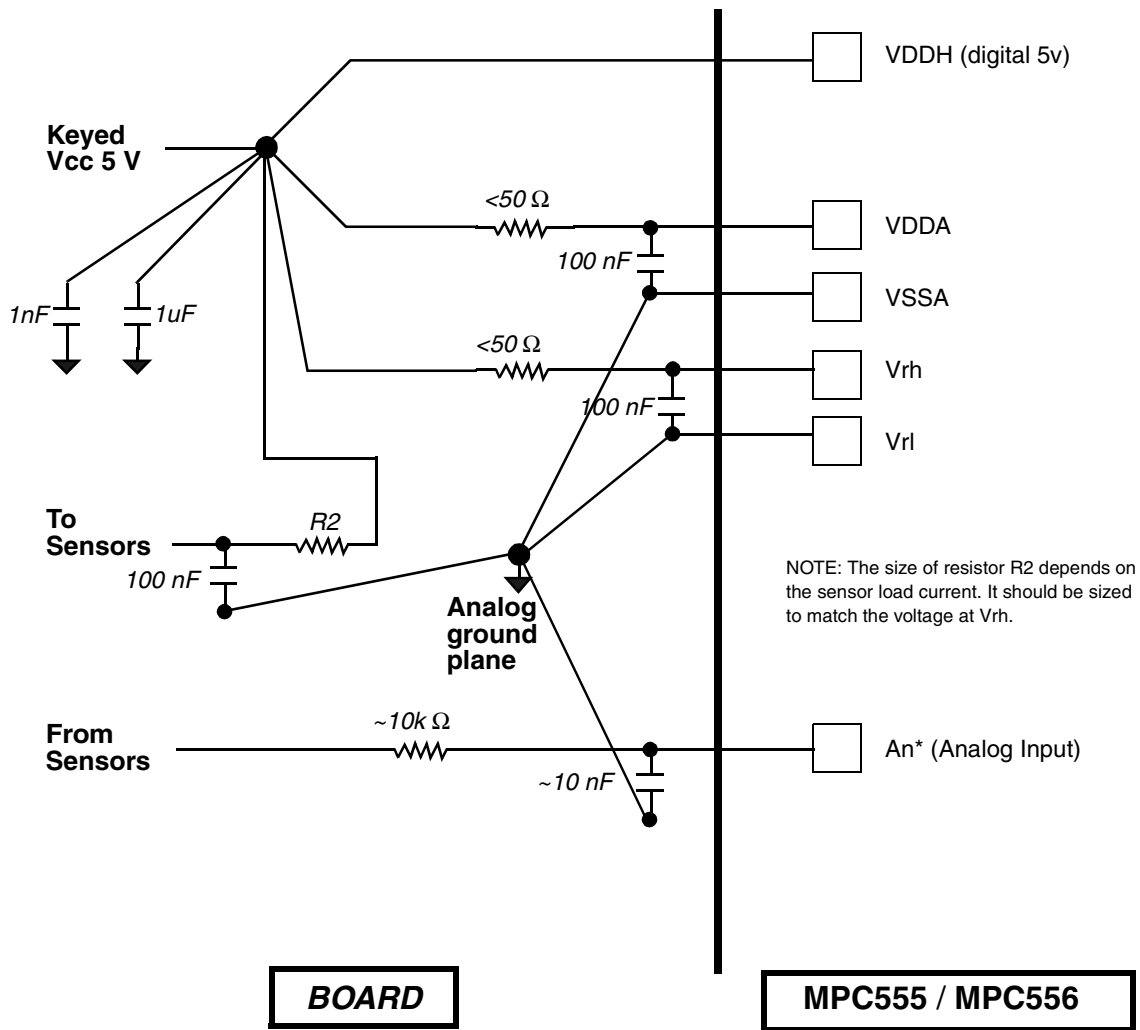 VDDH (digital 5v)
Keyed
Vcc 5 V
<50 Ω
VDDA
100 nF
VSSA
1nF
1uF
<50 Ω
Vrh
100 nF
Vrl
To
Sensors
R2
100 nF
Analog
ground
plane
NOTE: The size of resistor R2 depends on
the sensor load current. It should be sized
to match the voltage at Vrh.
From
Sensors
~10k Ω
An* (Analog Input)
~10 nF
BOARD
MPC555 / MPC556